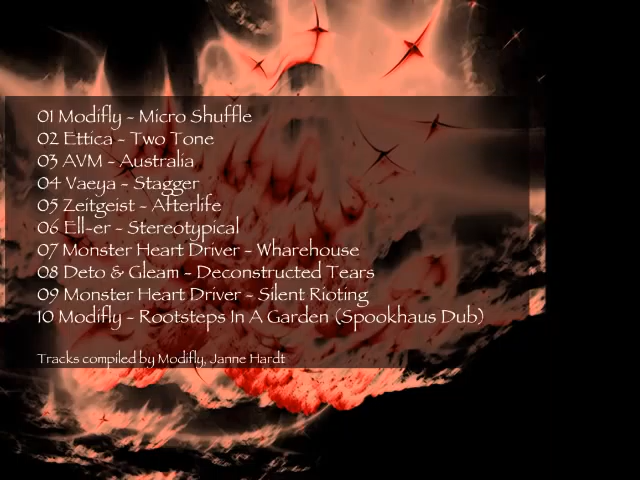 01 Modifly - Micro Shuffle
02 Ettica - Two Tone
03 AVM - Australia
04 Vaeya - Stagger
05 Zeitgeist - Afterlife
06 Ell-er - Stereotypical
07 Monster Heart Driver - Wharehouse
08 Deto & Gleam - Deconstructed Tears
09 Monster Heart Driver - Silent Rioting
10 Modifly - Rootsteps In A Garden (Spookhaus Dub)
Tracks compiled by Modifly, Janne Hardt